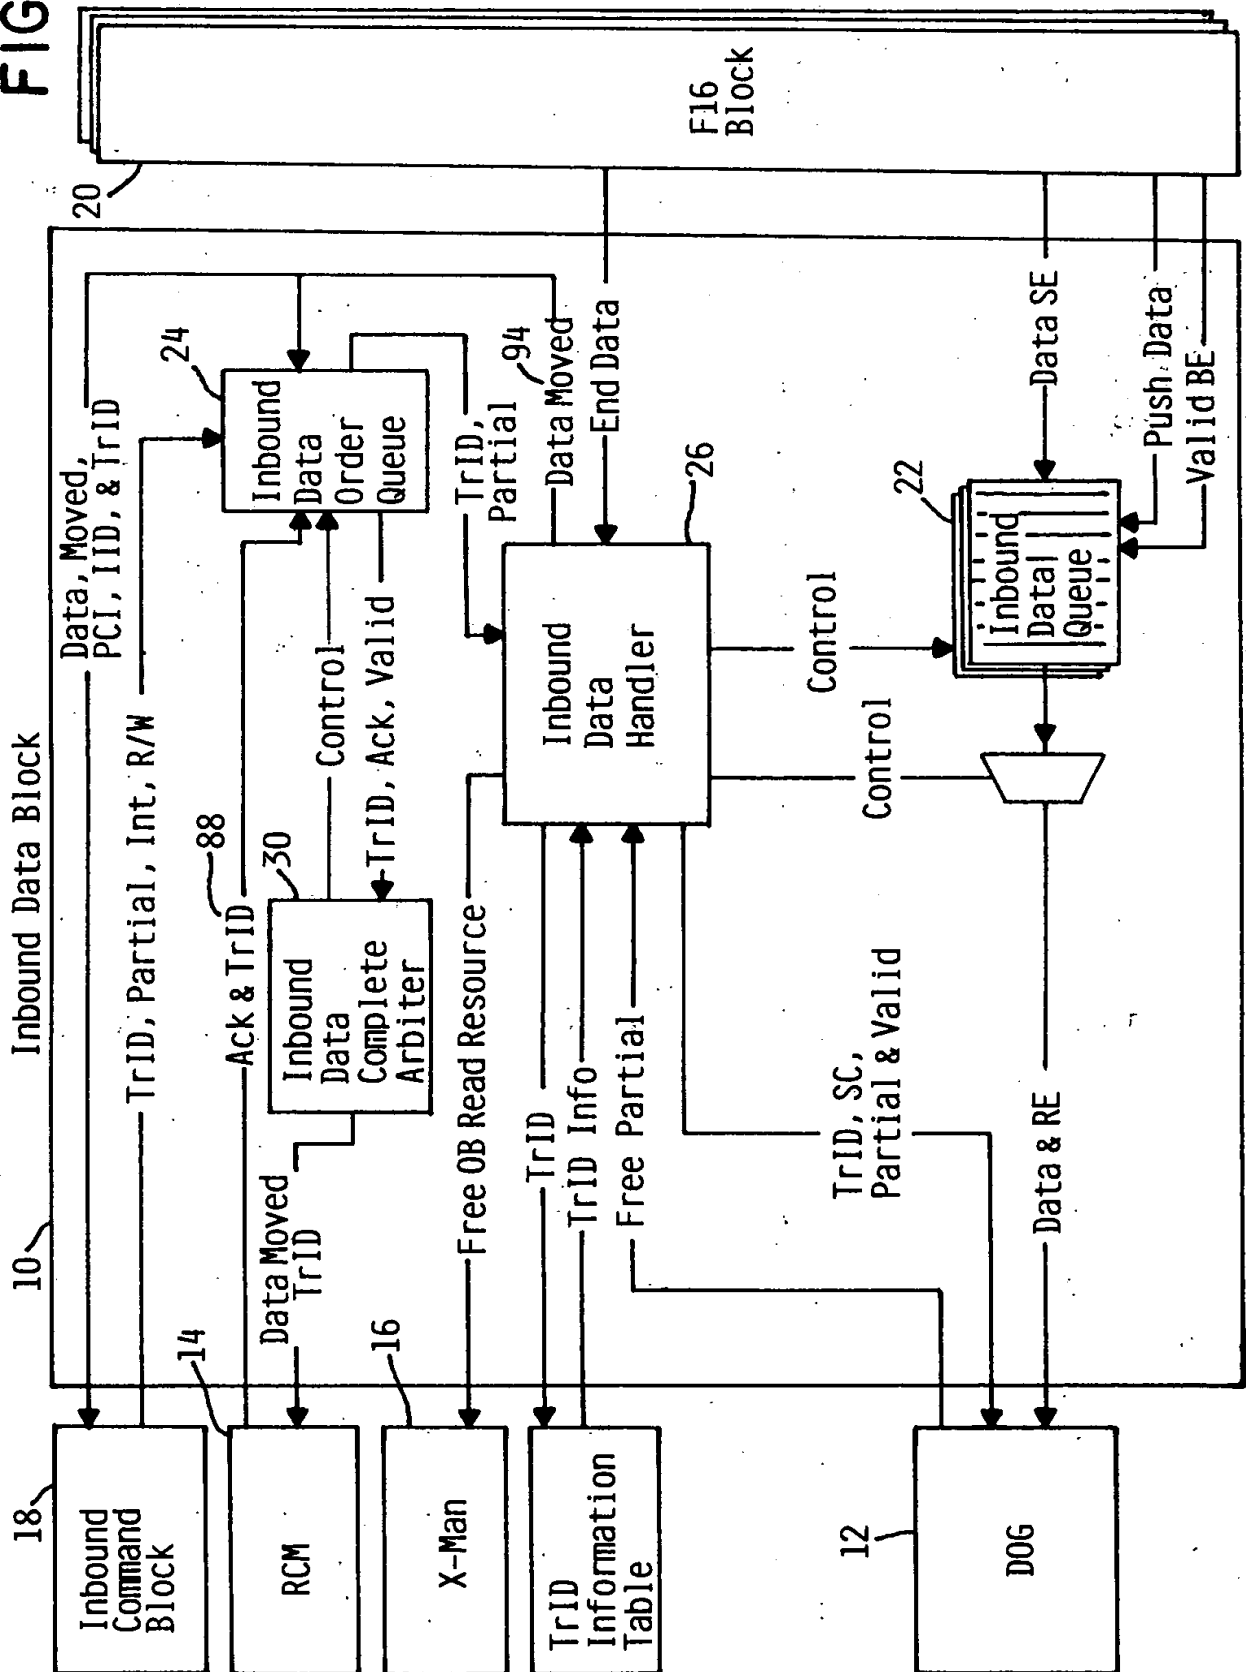 FIG
Inbound Data Block
10
20
F16
Block
18
Inbound
Command
Block
14
RCM
16
X-Man
TrID
Information
Table
12
DOG
Data, Moved,
PCI, IID, & TrID
TrID, Partial, Int, R/W
Ack & TrID
88
Data Moved
TrID
30
Inbound
Data
Complete
Arbiter
Control
TrID, Ack, Valid
24
Inbound
Data
Order
Queue
TrID,
Partial
94
Data Moved
End Data
26
Inbound
Data
Handler
Free OB Read Resource
TrID
TrID Info
Free Partial
TrID, SC,
Partial & Valid
Control
Control
22
Inbound
Data
Queue
Data SE
Push Data
Valid BE
Data & RE